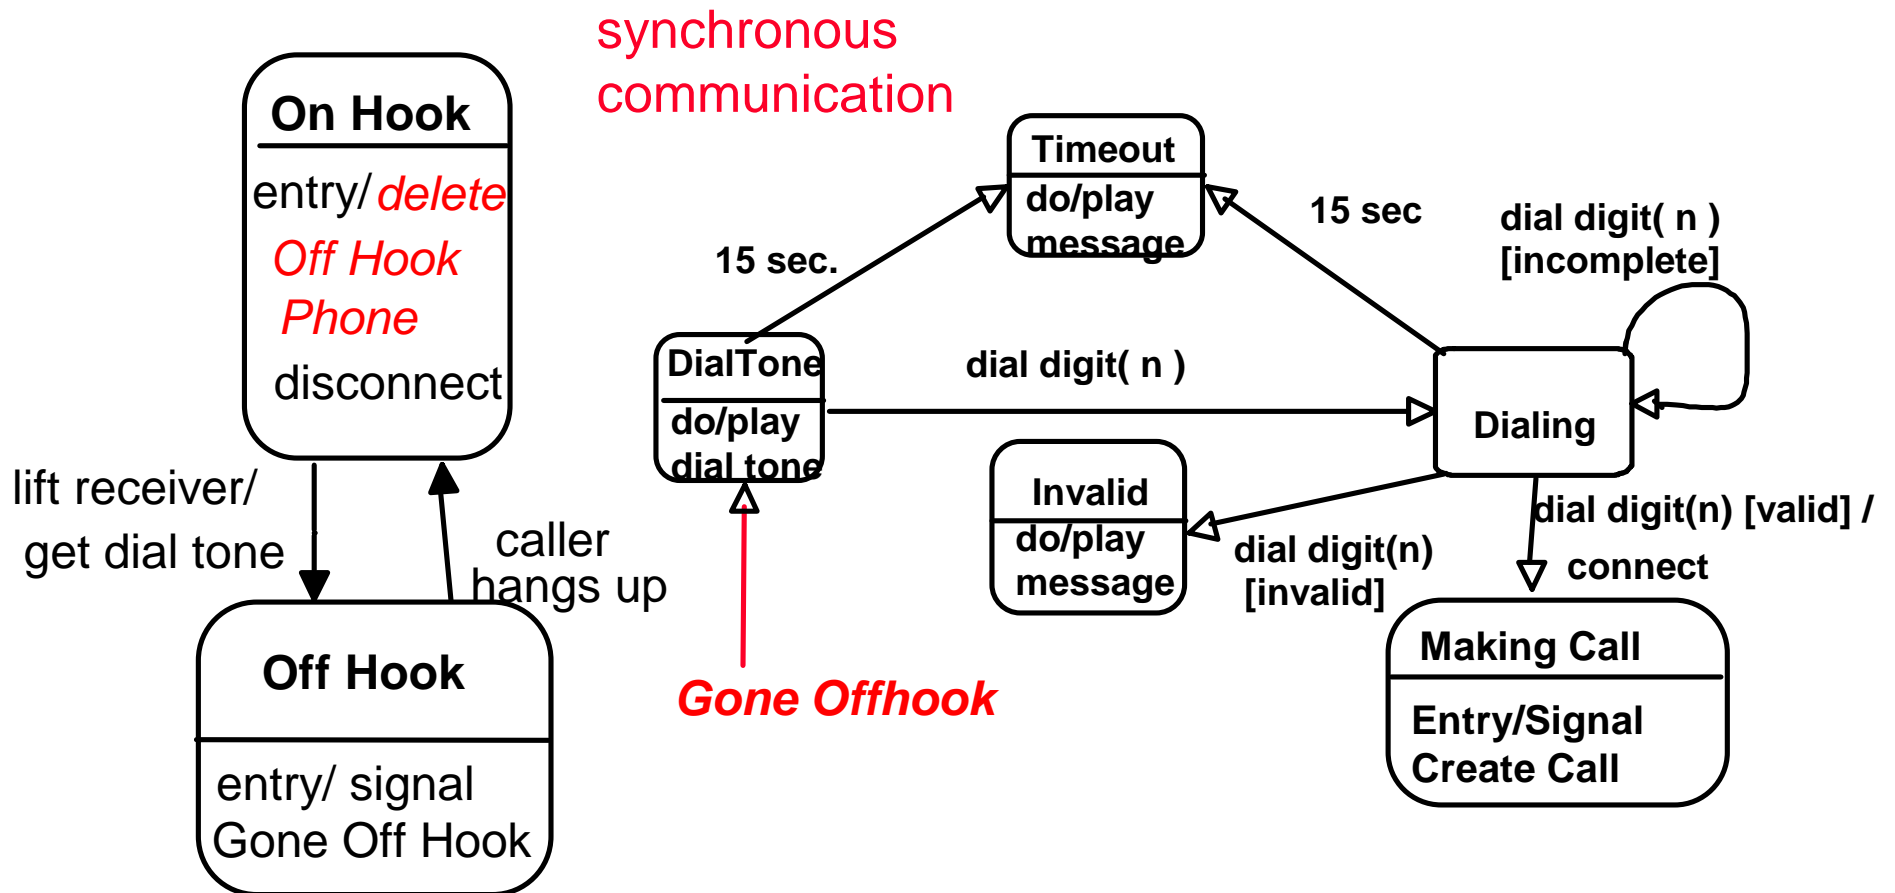 synchronous
communication
On Hook
entry/ delete
Off Hook
Phone
disconnect
lift receiver/
get dial tone
caller
hangs up
Off Hook
entry/ signal
Gone Off Hook
Timeout
do/play
message
15 sec.
15 sec
dial digit( n )
[incomplete]
DialTone
do/play
dial tone
dial digit( n )
Dialing
Invalid
do/play
message
dial digit(n)
[invalid]
dial digit(n) [valid] /
connect
Gone Offhook
Making Call
Entry/Signal
Create Call